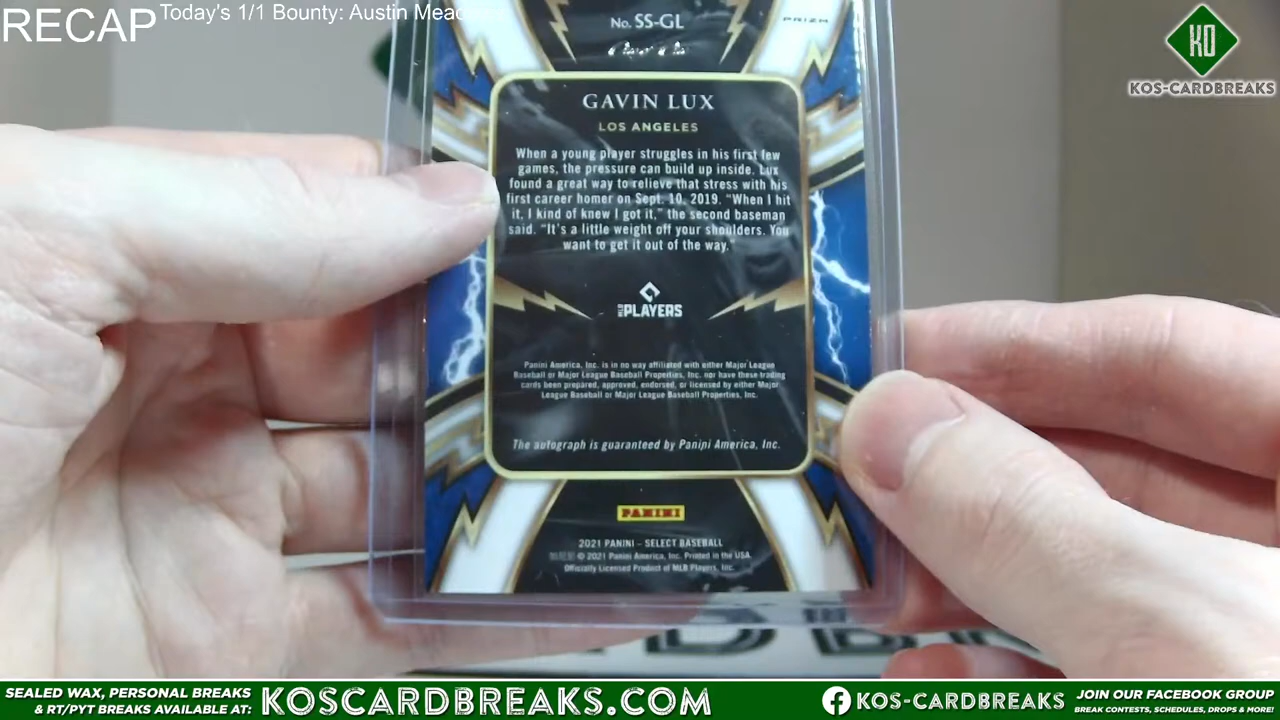 RECAP
Today's 1/1 Bounty: Austin
No. SS-GL
PRIZM
KO
KOS-CARDBREAKS
GAVIN LUX
LOS ANGELES
When a young player struggles in his first few
games, the pressure can build up inside. Lux
found a great way to relieve that stress with his
first career homer on Sept. 10, 2019. "When I hit
it, I kind of knew I got it," the second baseman
said. "It's a little weight off your shoulders. You
want to get it out of the way."
MLB PLAYERS
Panini America, Inc. is in no way affiliated with either Major League
Baseball or Major League Baseball Properties, Inc. nor have these trading
cards been prepared, approved, endorsed, or licensed by either Major
League Baseball or Major League Baseball Properties, Inc.
The autograph is guaranteed by Panini America, Inc.
PANINI
2021 PANINI – SELECT BASEBALL
© 2021 Panini America, Inc. Printed in the USA.
Officially Licensed Product of MLB Players, Inc.
SEALED WAX, PERSONAL BREAKS
& RT/PYT BREAKS AVAILABLE AT:
KOSCARDBREAKS.COM
KOS-CARDBREAKS
JOIN OUR FACEBOOK GROUP
BREAK CONTESTS, SCHEDULES, DROPS & MORE!